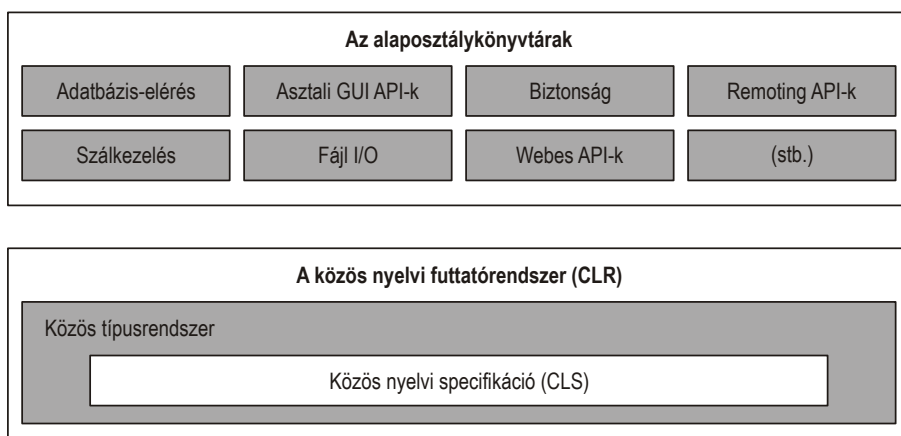 Az alaposztálykönyvtárak
Adatbázis-elérés
Asztali GUI API-k
Biztonság
Remoting API-k
Szálkezelés
Fájl I/O
Webes API-k
(stb.)
A közös nyelvi futtatórendszer (CLR)
Közös típusrendszer
Közös nyelvi specifikáció (CLS)